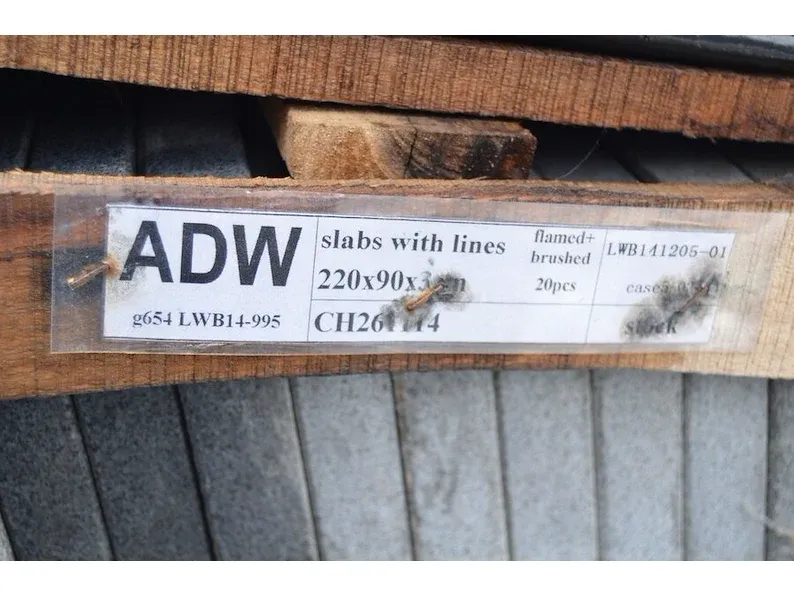 ADW
g654 LWB14-995
slabs with lines
220x90x3cm
CH261114
flamed+
brushed
20pcs
LWB141205-01
stock